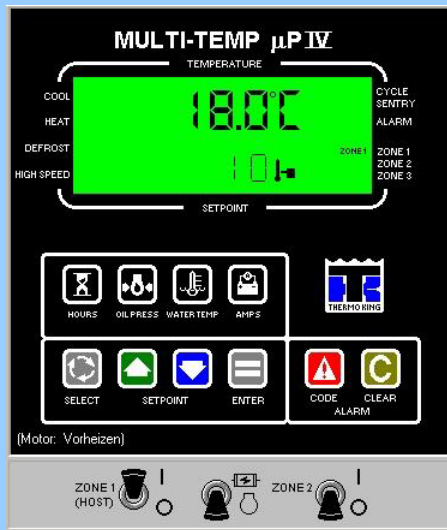 MULTI-TEMP µP IV
TEMPERATURE
COOL
HEAT
DEFROST
HIGH SPEED
18.0°C
10
ZONE1
CYCLE
SENTRY
ALARM
ZONE 1
ZONE 2
ZONE 3
SETPOINT
HOURS
OIL PRESS
WATER TEMP
AMPS
THERMO KING
SELECT
SETPOINT
ENTER
C
CODE
CLEAR
ALARM
(Motor: Vorheizen)
ZONE 1
(HOST)
I
O
ZONE 2
I
O